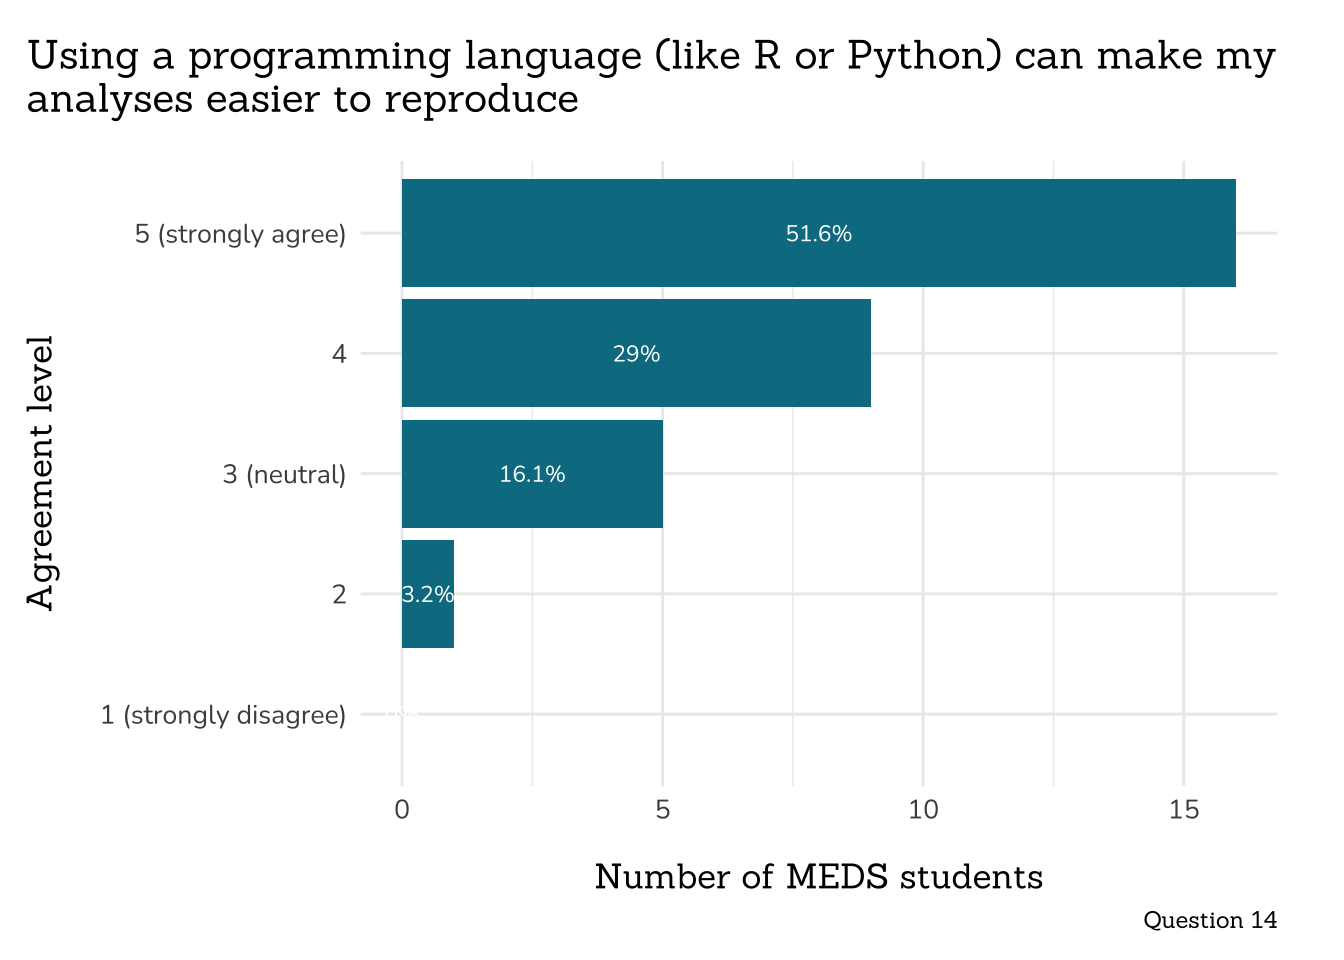 Using a programming language (like R or Python) can make my
analyses easier to reproduce
Agreement level
5 (strongly agree)
51.6%
4
29%
3 (neutral)
16.1%
2
3.2%
1 (strongly disagree)
0 5 10 15
Number of MEDS students
Question 14